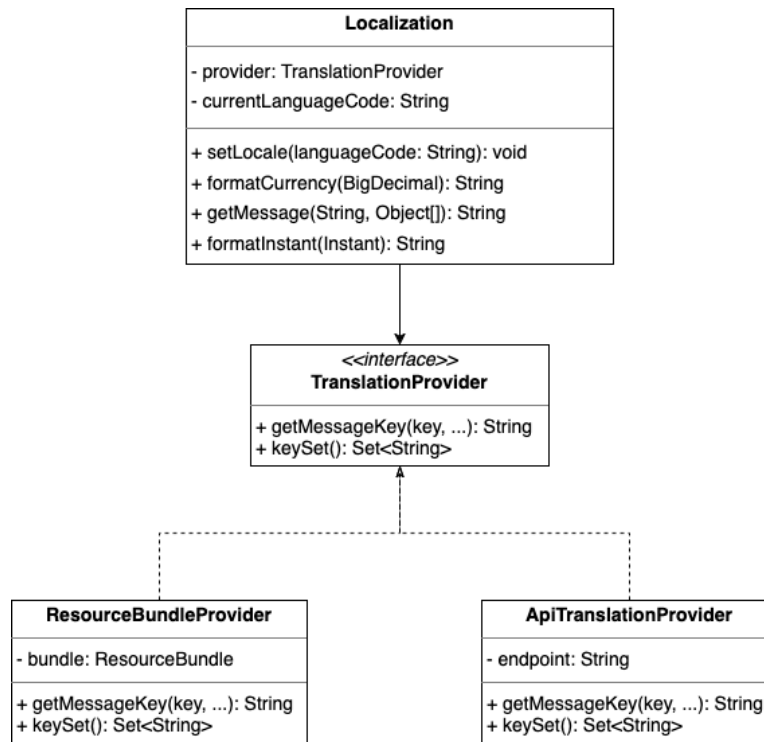 Localization
- provider: TranslationProvider
- currentLanguageCode: String
+ setLocale(languageCode: String): void
+ formatCurrency(BigDecimal): String
+ getMessage(String, Object[]): String
+ formatInstant(Instant): String
<<interface>>
TranslationProvider
+ getMessageKey(key, ...): String
+ keySet(): Set<String>
ResourceBundleProvider
- bundle: ResourceBundle
+ getMessageKey(key, ...): String
+ keySet(): Set<String>
ApiTranslationProvider
- endpoint: String
+ getMessageKey(key, ...): String
+ keySet(): Set<String>